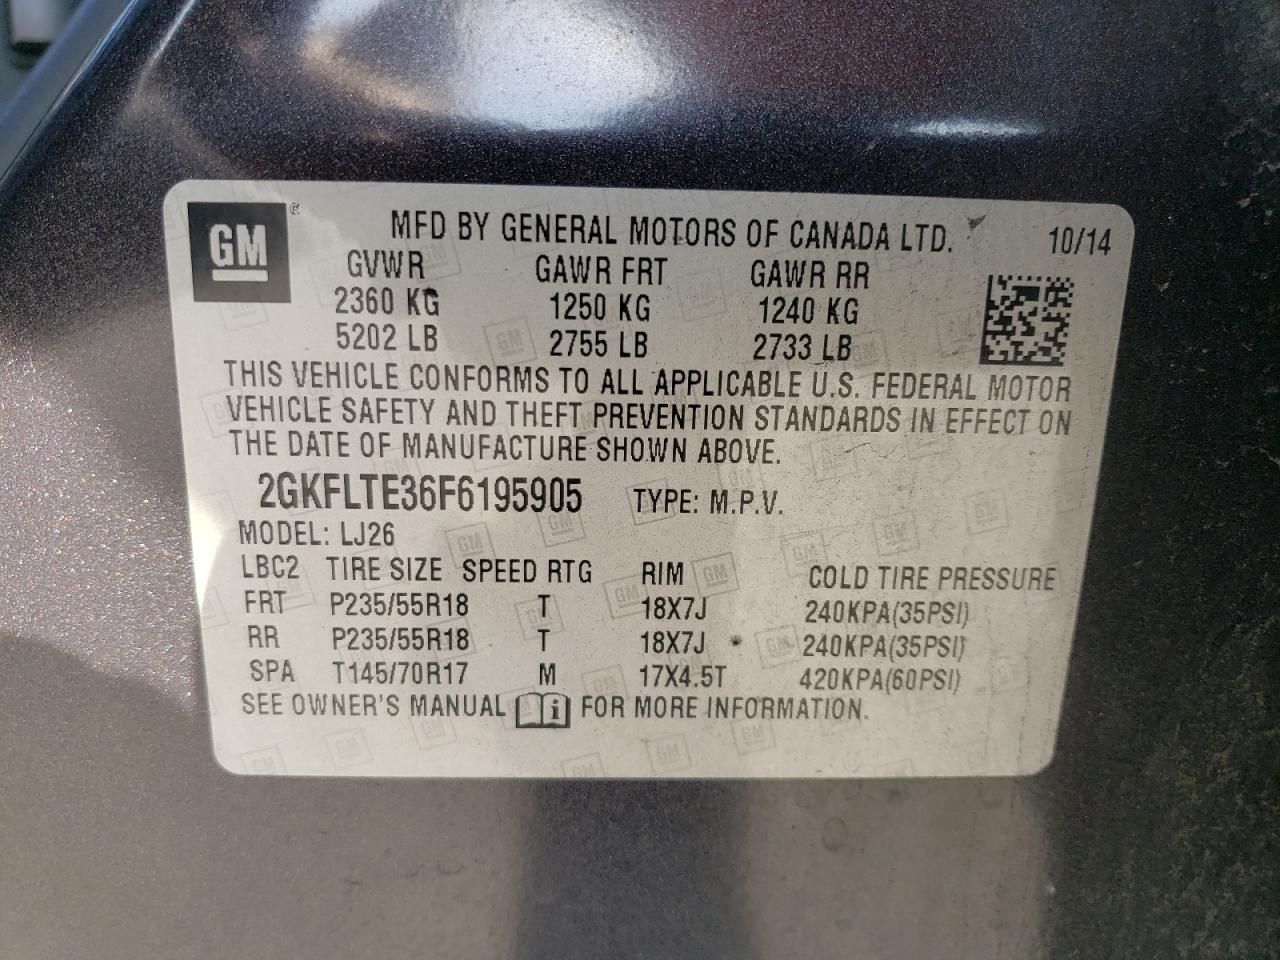 GM ®
MFD BY GENERAL MOTORS OF CANADA LTD. 10/14
GVWR GAWR FRT GAWR RR
2360 KG 1250 KG 1240 KG
5202 LB 2755 LB 2733 LB
THIS VEHICLE CONFORMS TO ALL APPLICABLE U.S. FEDERAL MOTOR
VEHICLE SAFETY AND THEFT PREVENTION STANDARDS IN EFFECT ON
THE DATE OF MANUFACTURE SHOWN ABOVE.
2GKFLTE36F6195905 TYPE: M.P.V.
MODEL: LJ26
LBC2 TIRE SIZE SPEED RTG RIM COLD TIRE PRESSURE
FRT P235/55R18 T 18X7J 240KPA(35PSI)
RR P235/55R18 T 18X7J 240KPA(35PSI)
SPA T145/70R17 M 17X4.5T 420KPA(60PSI)
SEE OWNER'S MANUAL i FOR MORE INFORMATION.